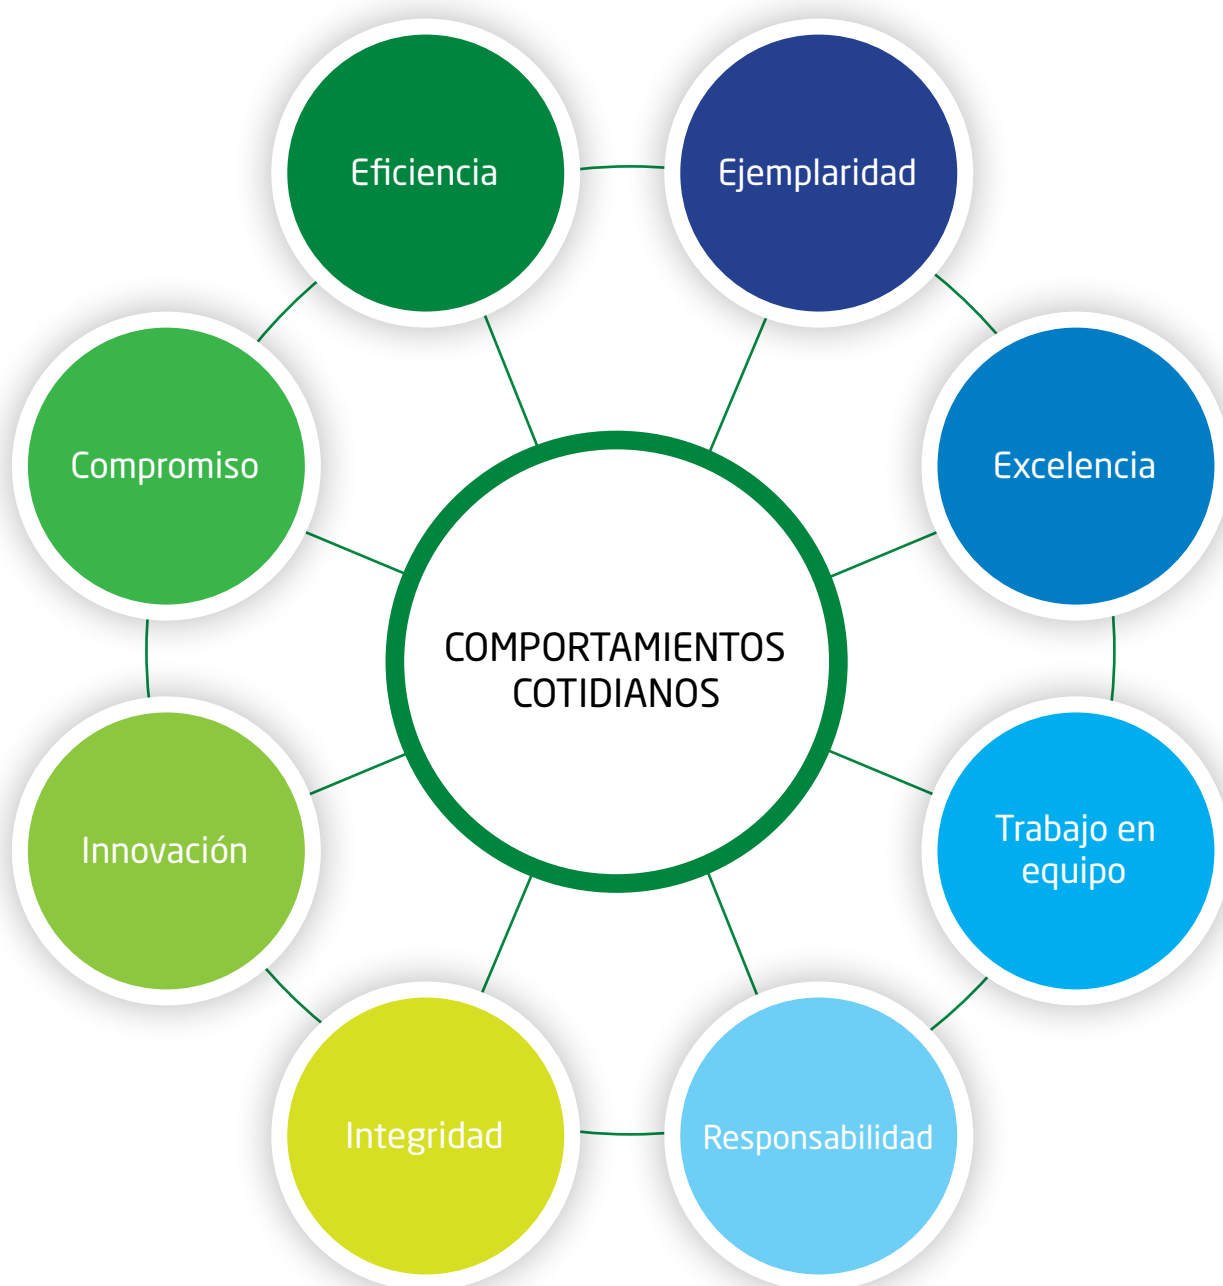 Eficiencia
Ejemplaridad
Compromiso
Excelencia
COMPORTAMIENTOS
COTIDIANOS
Innovación
Trabajo en
equipo
Integridad
Responsabilidad